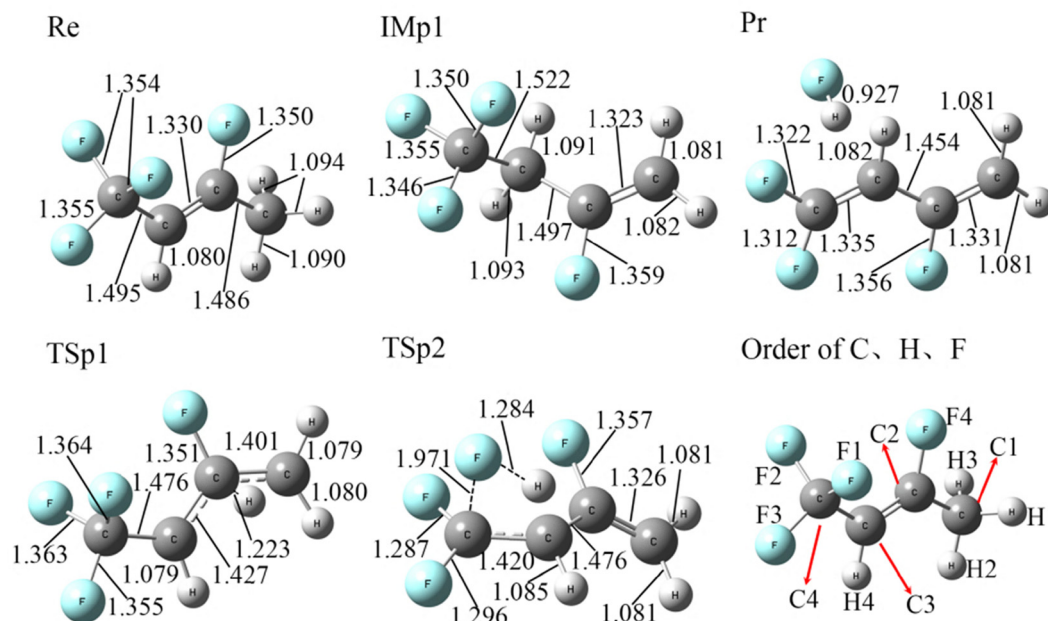 Re
1.354
1.330
1.350
F
F
F
F
C
C
C
C
H
H
H
H
1.355
1.094
1.080
1.090
1.495
1.486
IMp1
1.350
1.522
1.323
F
F
F
F
H
H
H
H
C
C
C
C
1.355
1.091
1.081
1.346
1.497
1.082
1.093
1.359
Pr
F
0.927
H
1.081
1.322
1.082
1.454
F
F
F
H
H
H
C
C
C
C
1.312
1.335
1.331
1.356
1.081
TSp1
F
1.364
1.351
1.401
H
1.079
1.476
F
F
F
C
C
C
C
H
H
H
1.080
1.363
1.223
1.079
1.427
1.355
TSp2
1.284
1.357
F
F
F
F
H
1.971
1.326
1.081
H
H
H
C
C
C
C
1.287
1.420
1.476
1.085
1.296
1.081
Order of C、H、F
F
F4
C2
C1
F1
F2
H3
F
F
F
F3
C
C
C
C
H
H
H
H
H
H2
C4
H4
C3